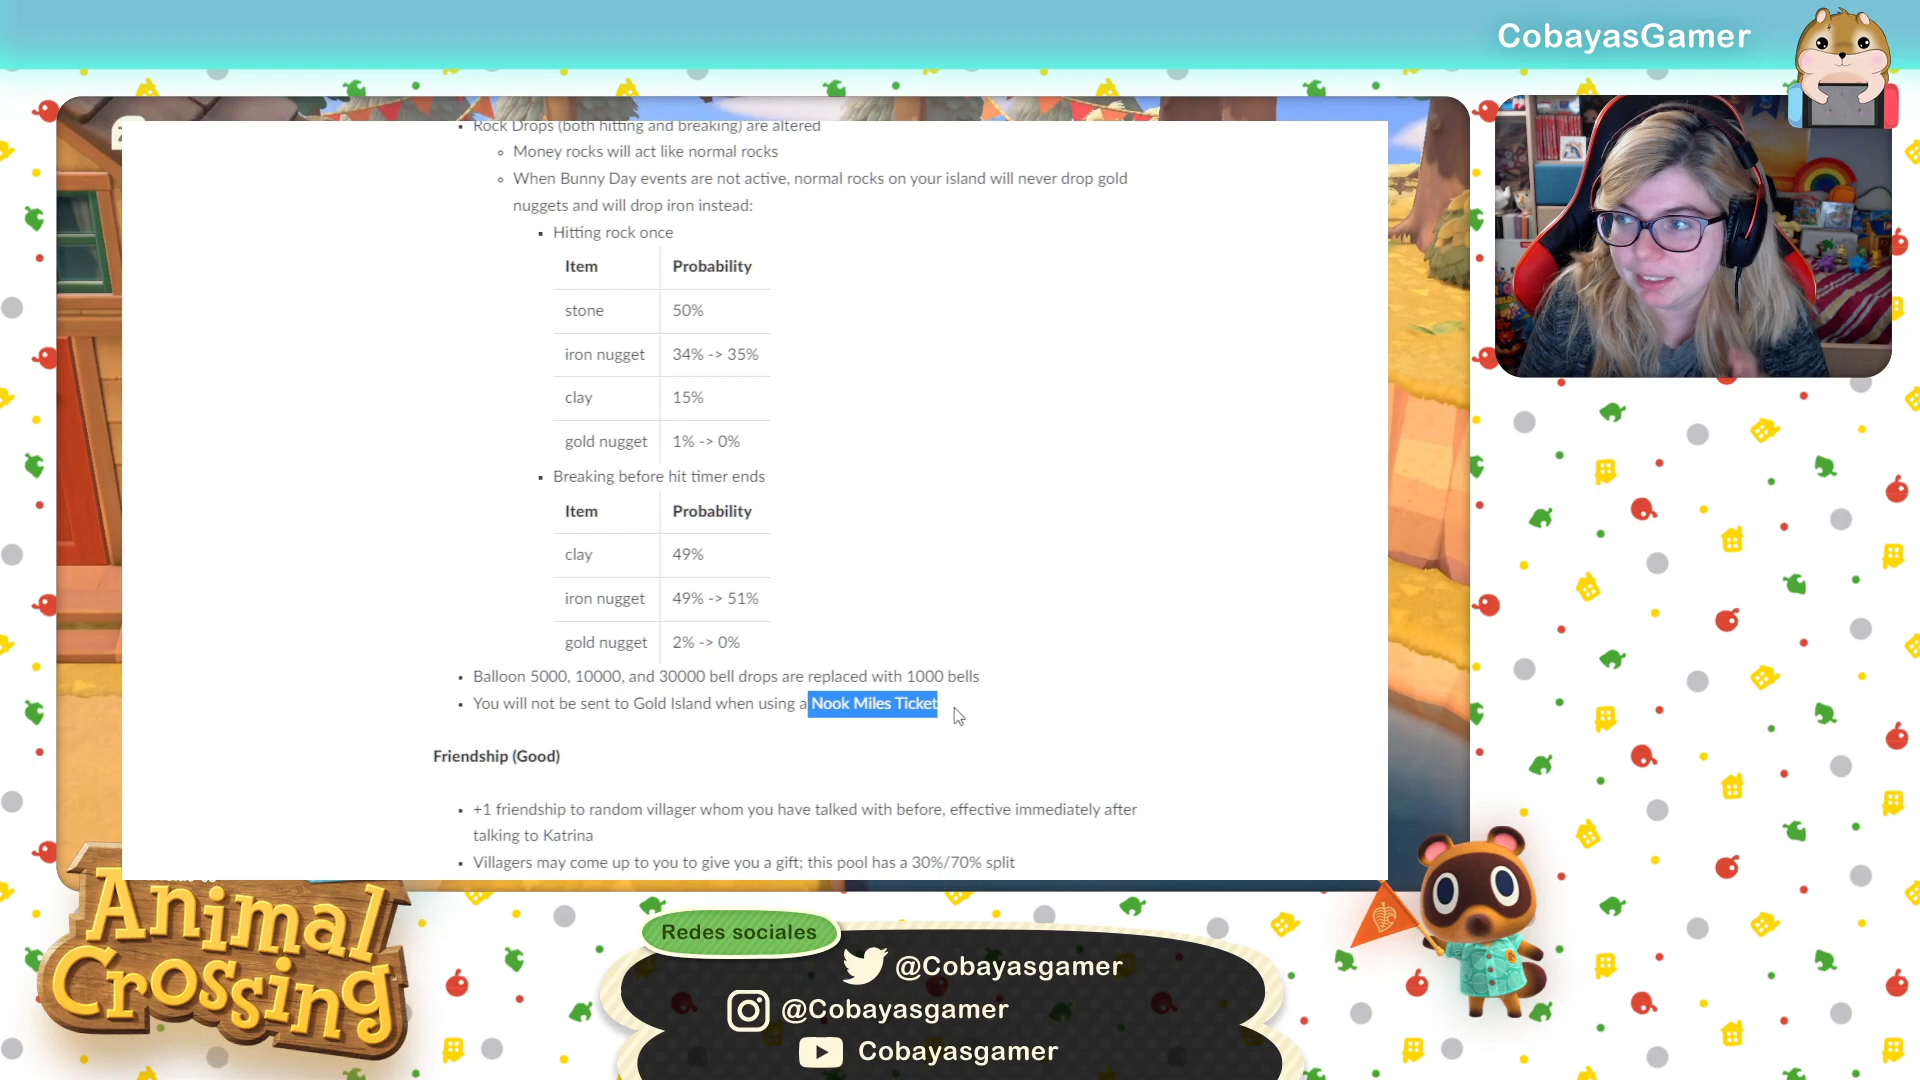 CobayasGamer
Rock Drops (both hitting and breaking) are altered
Money rocks will act like normal rocks
When Bunny Day events are not active, normal rocks on your island will never drop gold
nuggets and will drop iron instead:
Hitting rock once
Item Probability
stone 50%
iron nugget 34% -> 35%
clay 15%
gold nugget 1% -> 0%
Breaking before hit timer ends
Item Probability
clay 49%
iron nugget 49% -> 51%
gold nugget 2% -> 0%
Balloon 5000, 10000, and 30000 bell drops are replaced with 1000 bells
You will not be sent to Gold Island when using a Nook Miles Ticket
Friendship (Good)
+1 friendship to random villager whom you have talked with before, effective immediately after
talking to Katrina
Villagers may come up to you to give you a gift; this pool has a 30%/70% split
Animal
Crossing
Redes sociales
@Cobayasgamer
@Cobayasgamer
Cobayasgamer